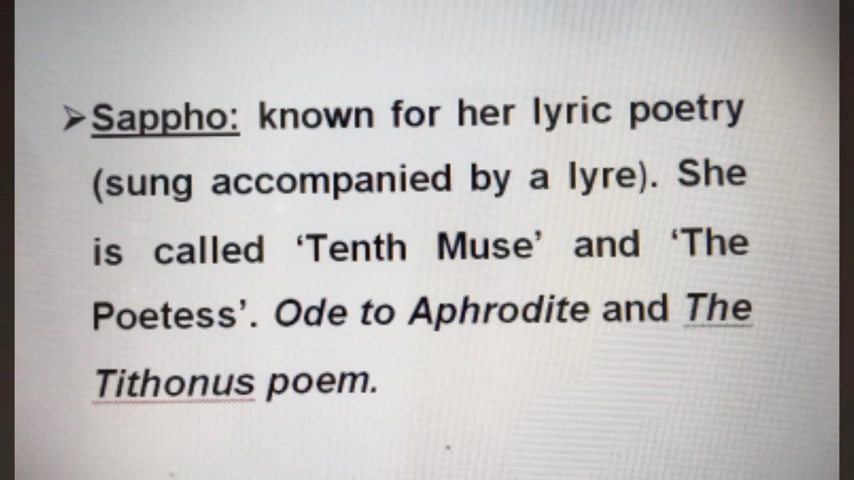 ➢Sappho: known for her lyric poetry
(sung accompanied by a lyre). She
is called ‘Tenth Muse’ and ‘The
Poetess’. Ode to Aphrodite and The
Tithonus poem.